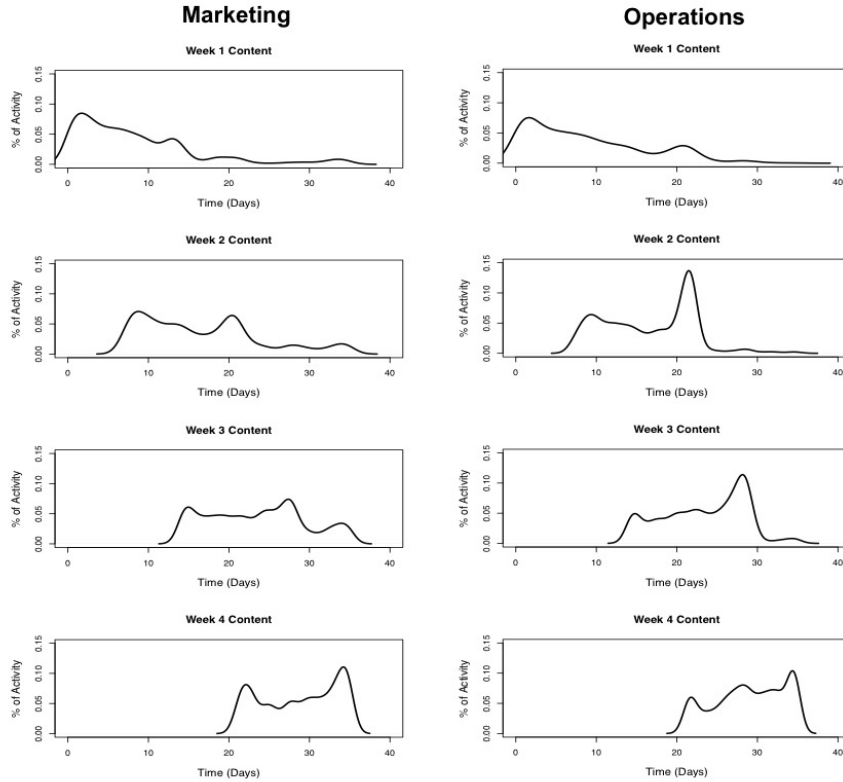 Marketing
Operations
Week 1 Content
% of Activity
0.00 0.05 0.10 0.15
0 10 20 30 40
Time (Days)
Week 1 Content
% of Activity
0.00 0.05 0.10 0.15
0 10 20 30 40
Time (Days)
Week 2 Content
% of Activity
0.00 0.05 0.10 0.15
0 10 20 30 40
Time (Days)
Week 2 Content
% of Activity
0.00 0.05 0.10 0.15
0 10 20 30 40
Time (Days)
Week 3 Content
% of Activity
0.00 0.05 0.10 0.15
0 10 20 30 40
Time (Days)
Week 3 Content
% of Activity
0.00 0.05 0.10 0.15
0 10 20 30 40
Time (Days)
Week 4 Content
% of Activity
0.00 0.05 0.10 0.15
0 10 20 30 40
Time (Days)
Week 4 Content
% of Activity
0.00 0.05 0.10 0.15
0 10 20 30 40
Time (Days)